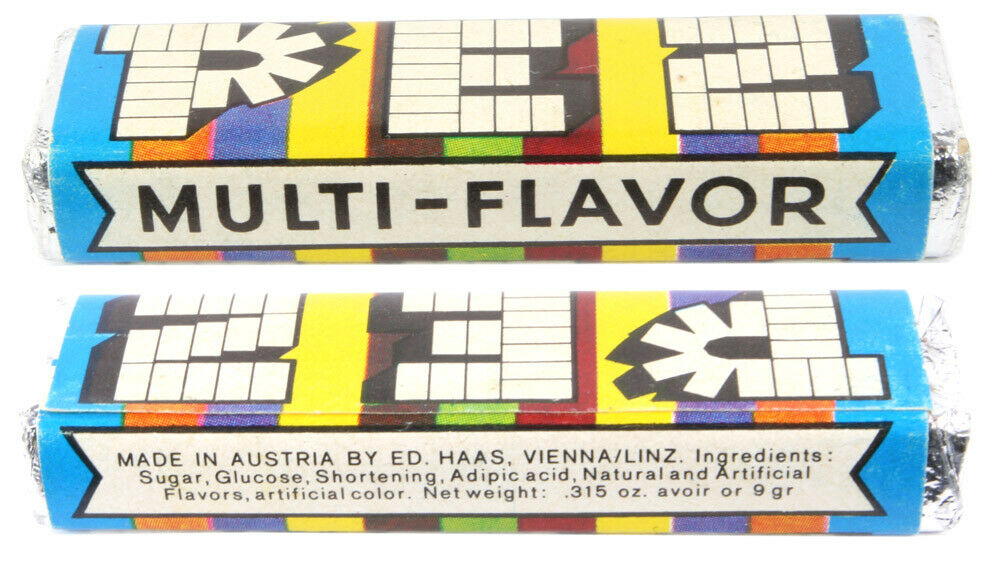 PEZ
MULTI-FLAVOR
PEZ
MADE IN AUSTRIA BY ED. HAAS, VIENNA/LINZ. Ingredients:
Sugar, Glucose, Shortening, Adipic acid, Natural and Artificial
Flavors, artificial color. Net weight: .315 oz. avoir or 9 gr